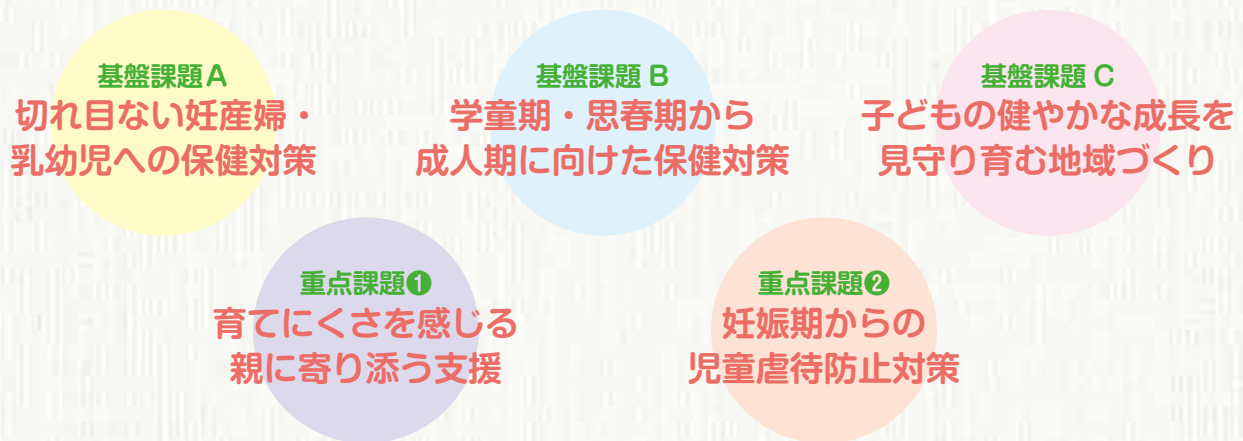 基盤課題A
切れ目ない妊産婦・
乳幼児への保健対策
基盤課題 B
学童期・思春期から
成人期に向けた保健対策
基盤課題 C
子どもの健やかな成長を
見守り育む地域づくり
重点課題❶
育てにくさを感じる
親に寄り添う支援
重点課題❷
妊娠期からの
児童虐待防止対策